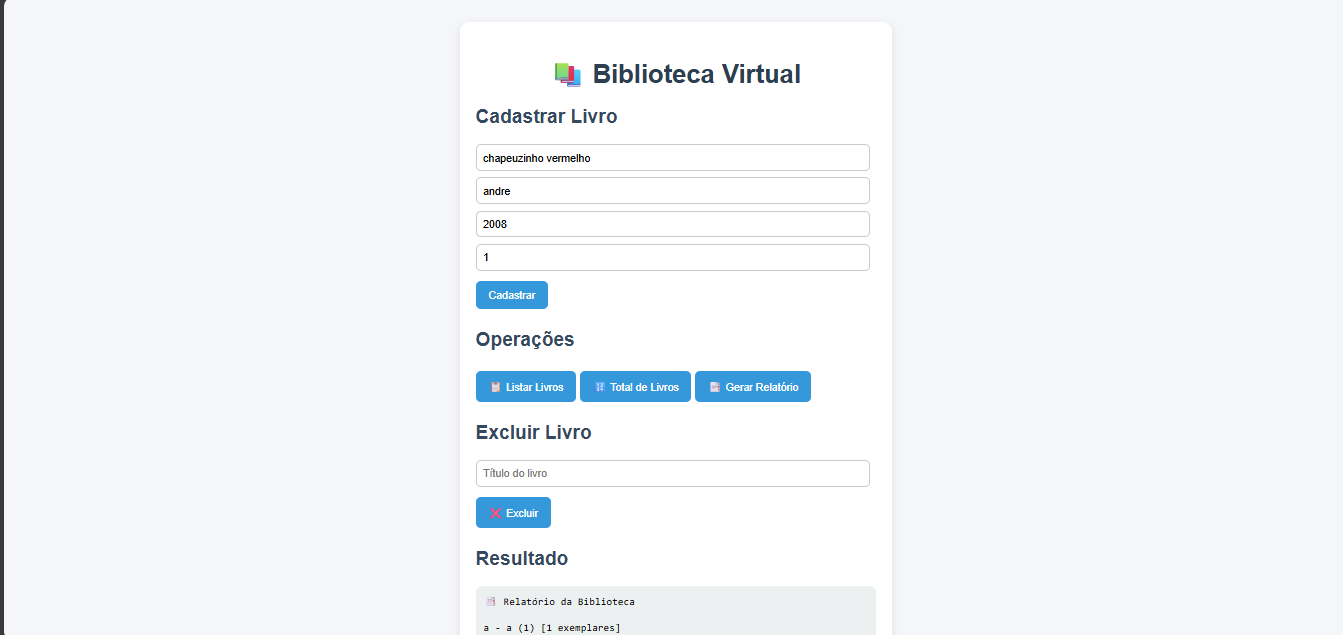 Biblioteca Virtual
Cadastrar Livro
chapeuzinho vermelho
andre
2008
1
Cadastrar
Operações
Listar Livros Total de Livros Gerar Relatório
Excluir Livro
Título do livro
Excluir
Resultado
Relatório da Biblioteca
a - a (1) [1 exemplares]